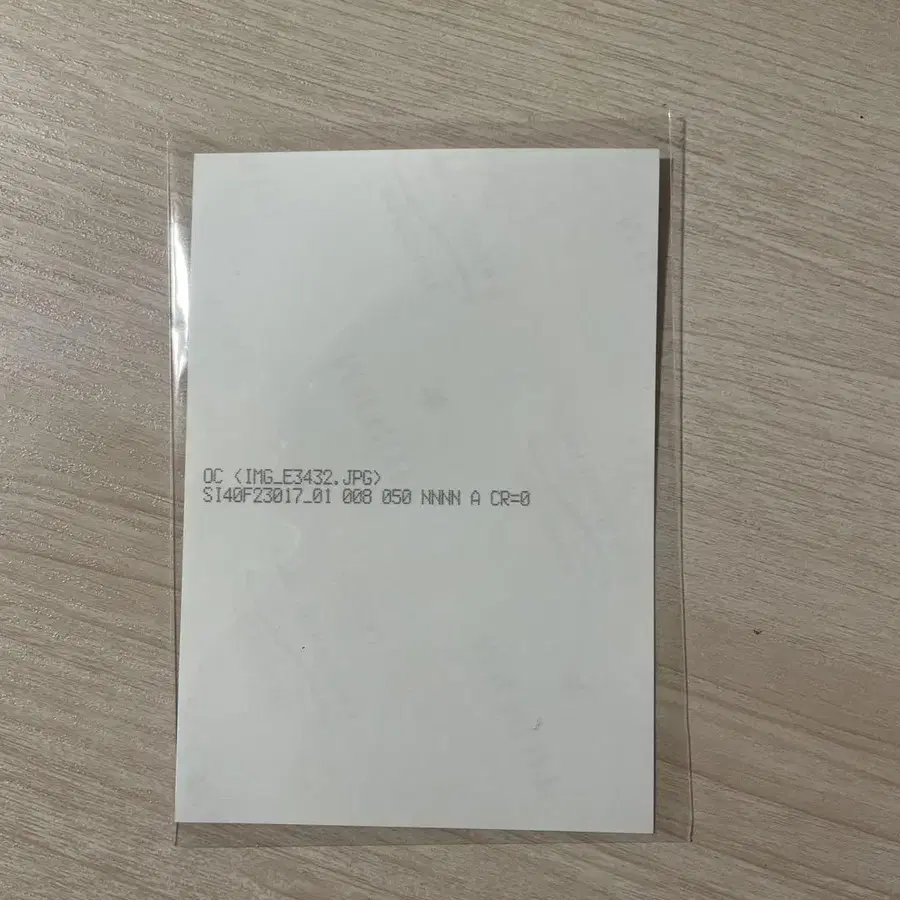 OC <IMG_E3432.JPG>
SI40F23017_01 008 050 NNNN A CR=0